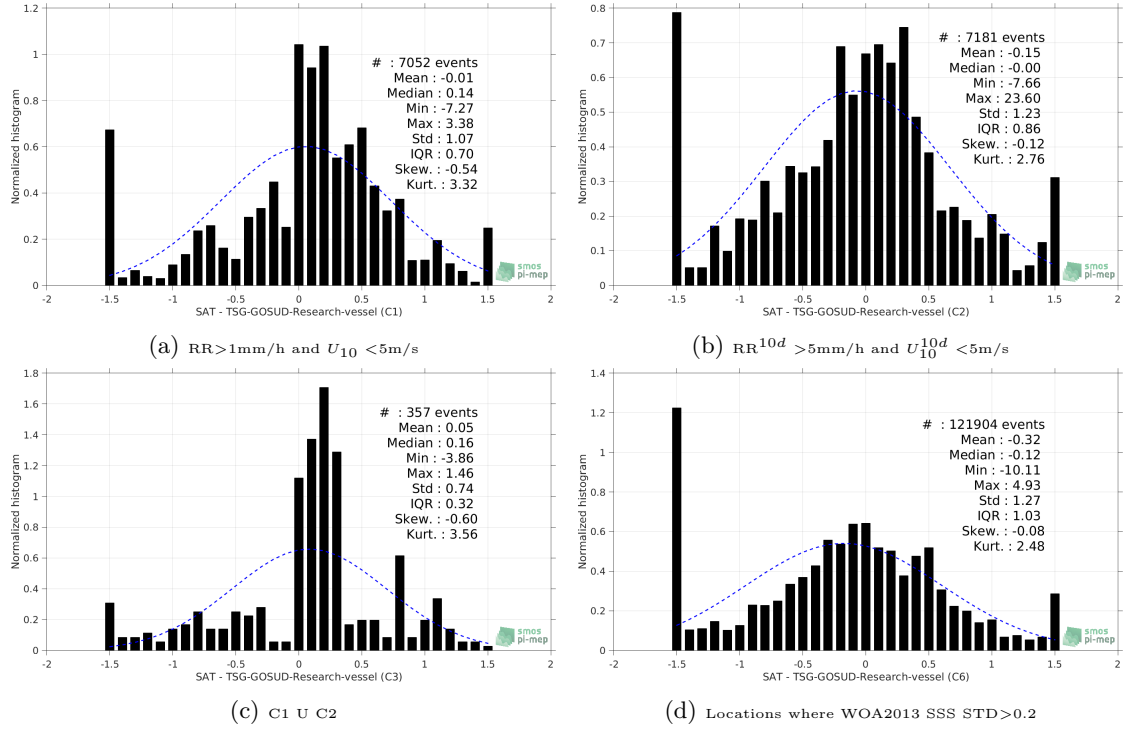 1.2
1
0.8
0.6
0.4
0.2
0
-2
-1.5
-1
-0.5
0
0.5
1
1.5
2
Normalized histogram
SAT - TSG-GOSUD-Research-vessel (C1)
# : 7052 events
Mean : -0.01
Median : 0.14
Min : -7.27
Max : 3.38
Std : 1.07
IQR : 0.70
Skew. : -0.54
Kurt. : 3.32
smos
pi-mep
(a) RR>1mm/h and U10 <5m/s
0.8
0.7
0.6
0.5
0.4
0.3
0.2
0.1
0
-2
-1.5
-1
-0.5
0
0.5
1
1.5
2
Normalized histogram
SAT - TSG-GOSUD-Research-vessel (C2)
# : 7181 events
Mean : -0.15
Median : -0.00
Min : -7.66
Max : 23.60
Std : 1.23
IQR : 0.86
Skew. : -0.12
Kurt. : 2.76
smos
pi-mep
(b) RR^10d >5mm/h and U10^10d <5m/s
1.8
1.6
1.4
1.2
1
0.8
0.6
0.4
0.2
0
-2
-1.5
-1
-0.5
0
0.5
1
1.5
2
Normalized histogram
SAT - TSG-GOSUD-Research-vessel (C3)
# : 357 events
Mean : 0.05
Median : 0.16
Min : -3.86
Max : 1.46
Std : 0.74
IQR : 0.32
Skew. : -0.60
Kurt. : 3.56
smos
pi-mep
(c) C1 U C2
1.4
1.2
1
0.8
0.6
0.4
0.2
0
-2
-1.5
-1
-0.5
0
0.5
1
1.5
2
Normalized histogram
SAT - TSG-GOSUD-Research-vessel (C6)
# : 121904 events
Mean : -0.32
Median : -0.12
Min : -10.11
Max : 4.93
Std : 1.27
IQR : 1.03
Skew. : -0.08
Kurt. : 2.48
smos
pi-mep
(d) Locations where WOA2013 SSS STD>0.2